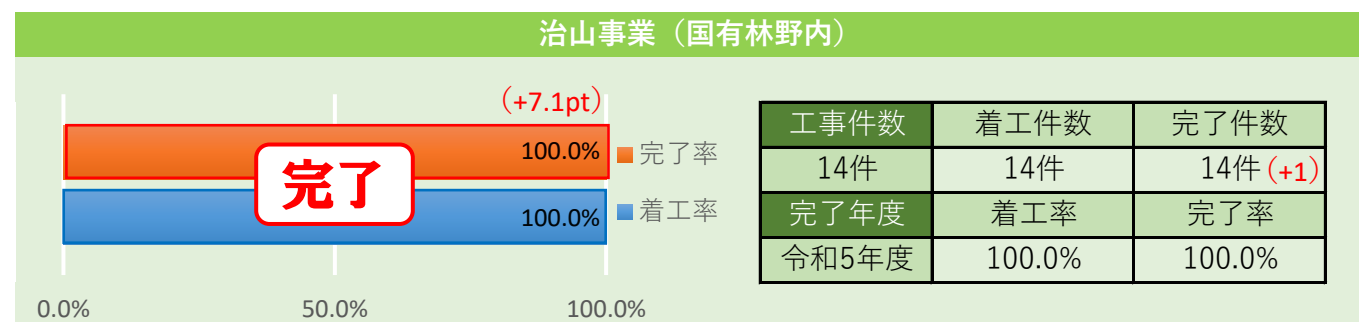 治山事業（国有林野内）
（+7.1pt）
100.0%
完了
100.0%
完了率
着工率
0.0% 50.0% 100.0%
工事件数 着工件数 完了件数
14件 14件 14件（+1）
完了年度 着工率 完了率
令和5年度 100.0% 100.0%